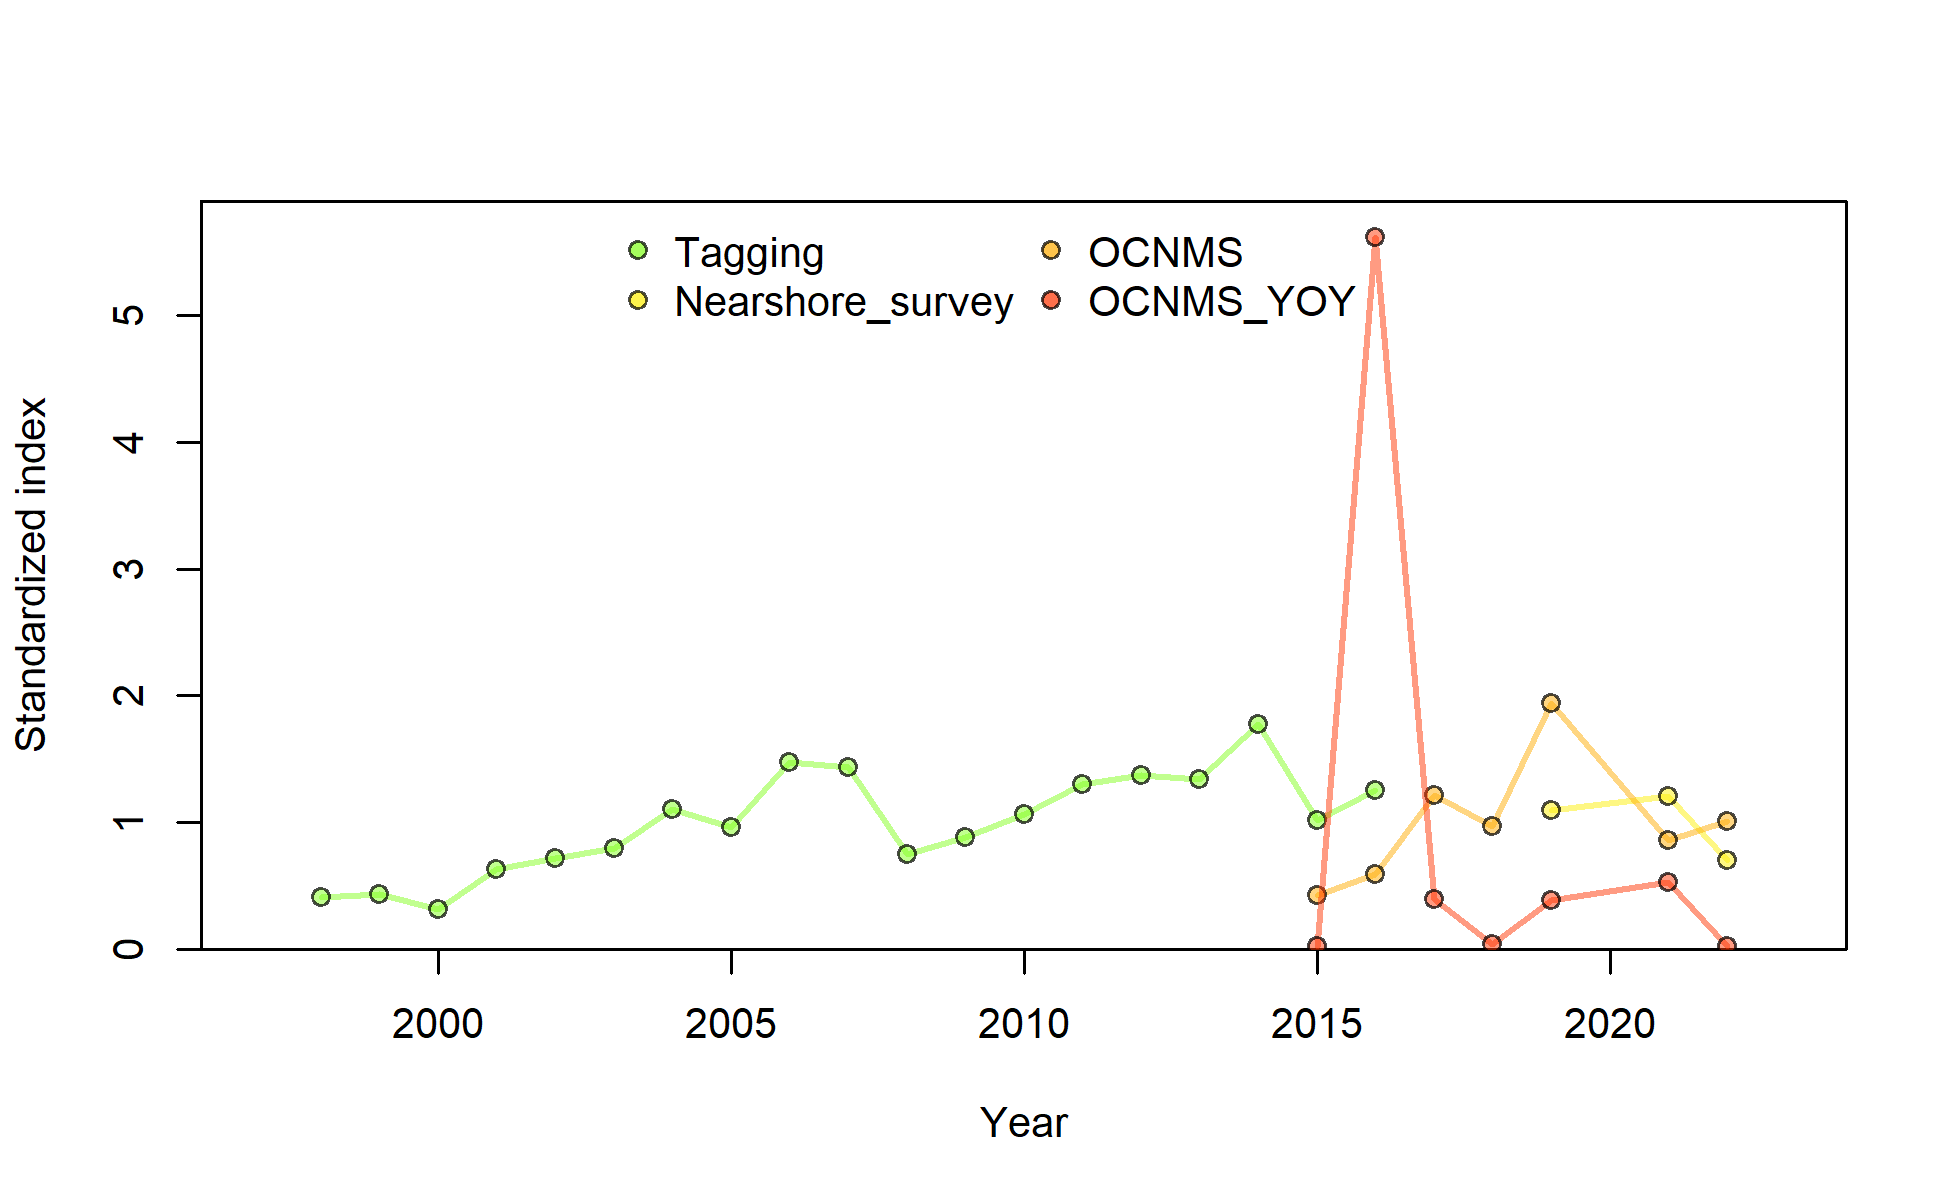 Tagging
Nearshore_survey
OCNMS
OCNMS_YOY
Standardized index
5
4
3
2
1
0
2000 2005 2010 2015 2020
Year